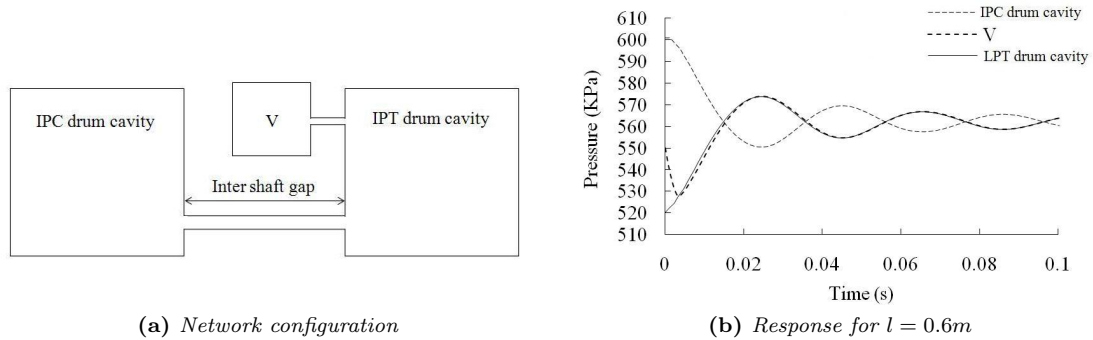 IPC drum cavity
V
IPT drum cavity
Inter shaft gap
(a) Network configuration
610
600
590
580
570
560
550
540
530
520
510
Pressure (KPa)
0
0.02
0.04
0.06
0.08
0.1
Time (s)
IPC drum cavity
V
LPT drum cavity
(b) Response for l = 0.6m